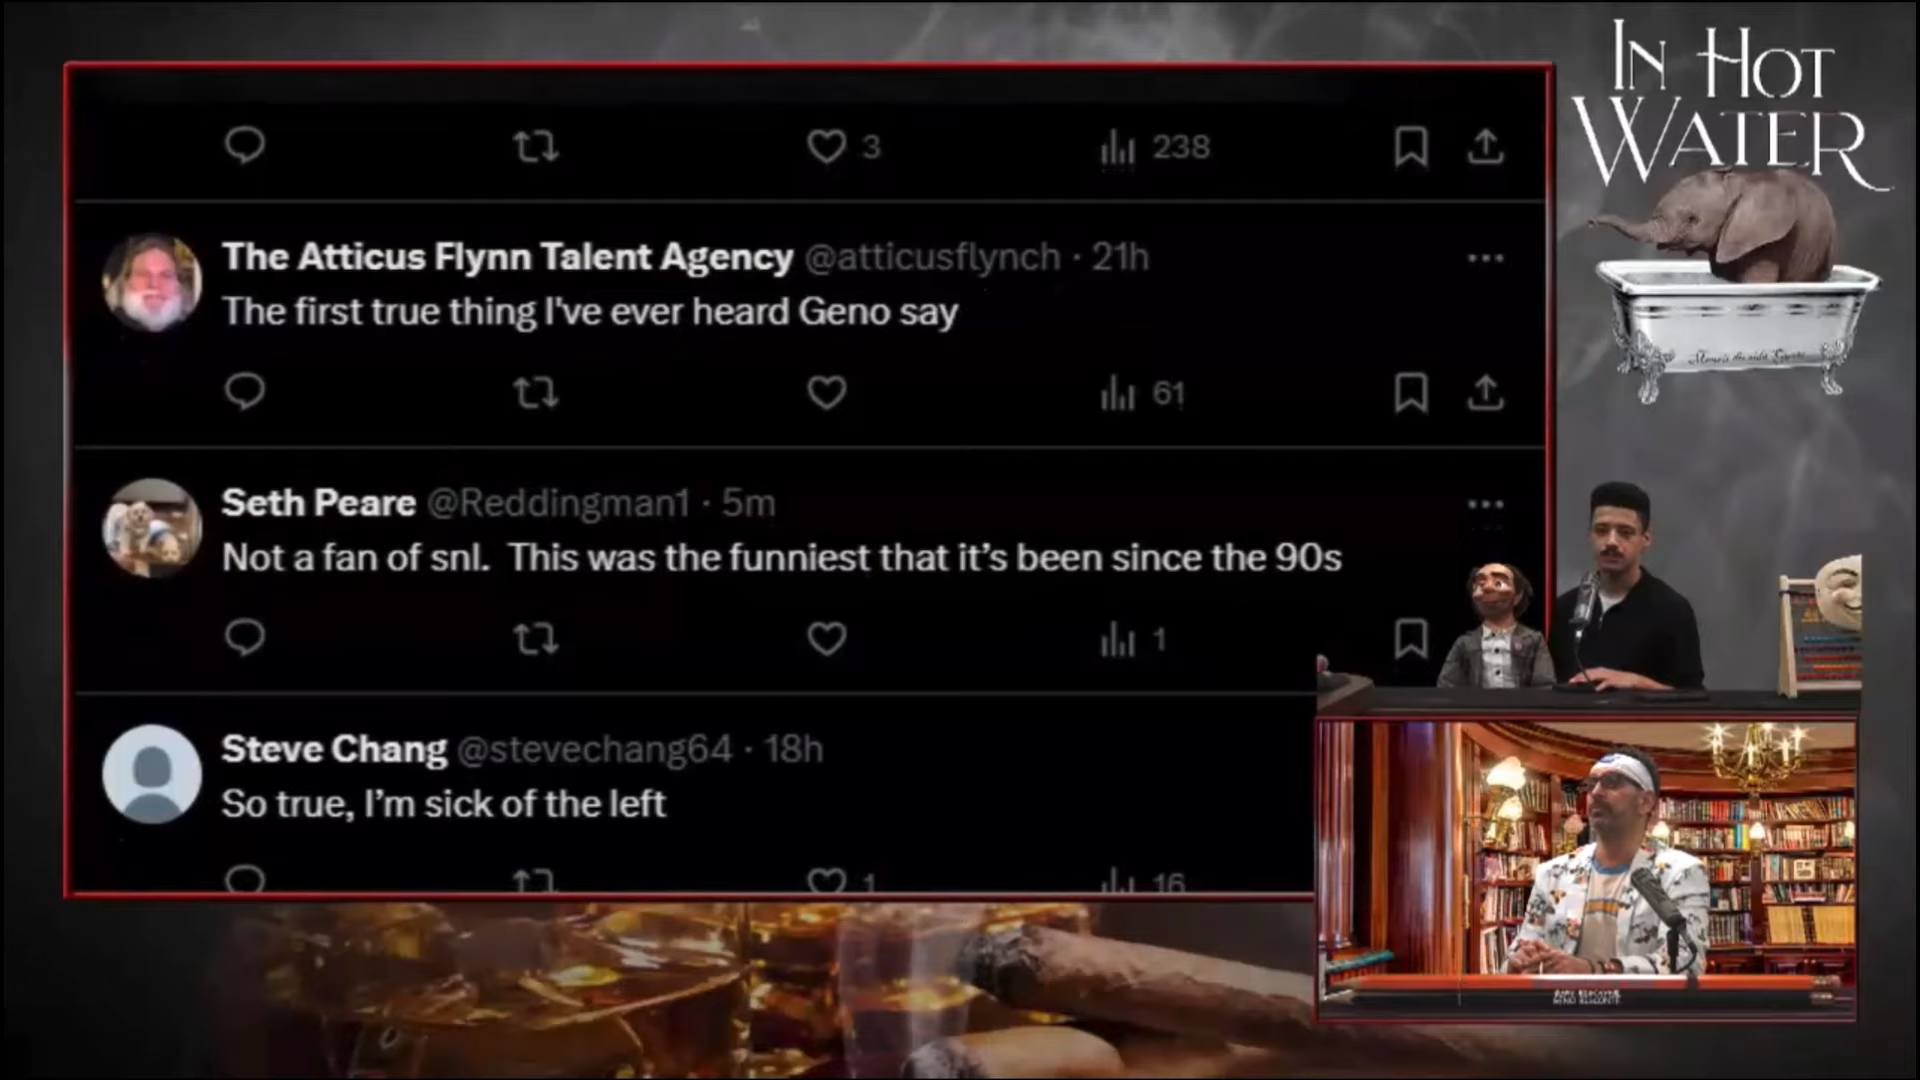 IN HOT
WATER
3
238
The Atticus Flynn Talent Agency @atticusflynch · 21h
The first true thing I've ever heard Geno say
61
Seth Peare @Reddingman1 · 5m
Not a fan of snl.  This was the funniest that it's been since the 90s
1
Steve Chang @stevechang64 · 18h
So true, I'm sick of the left
1
16